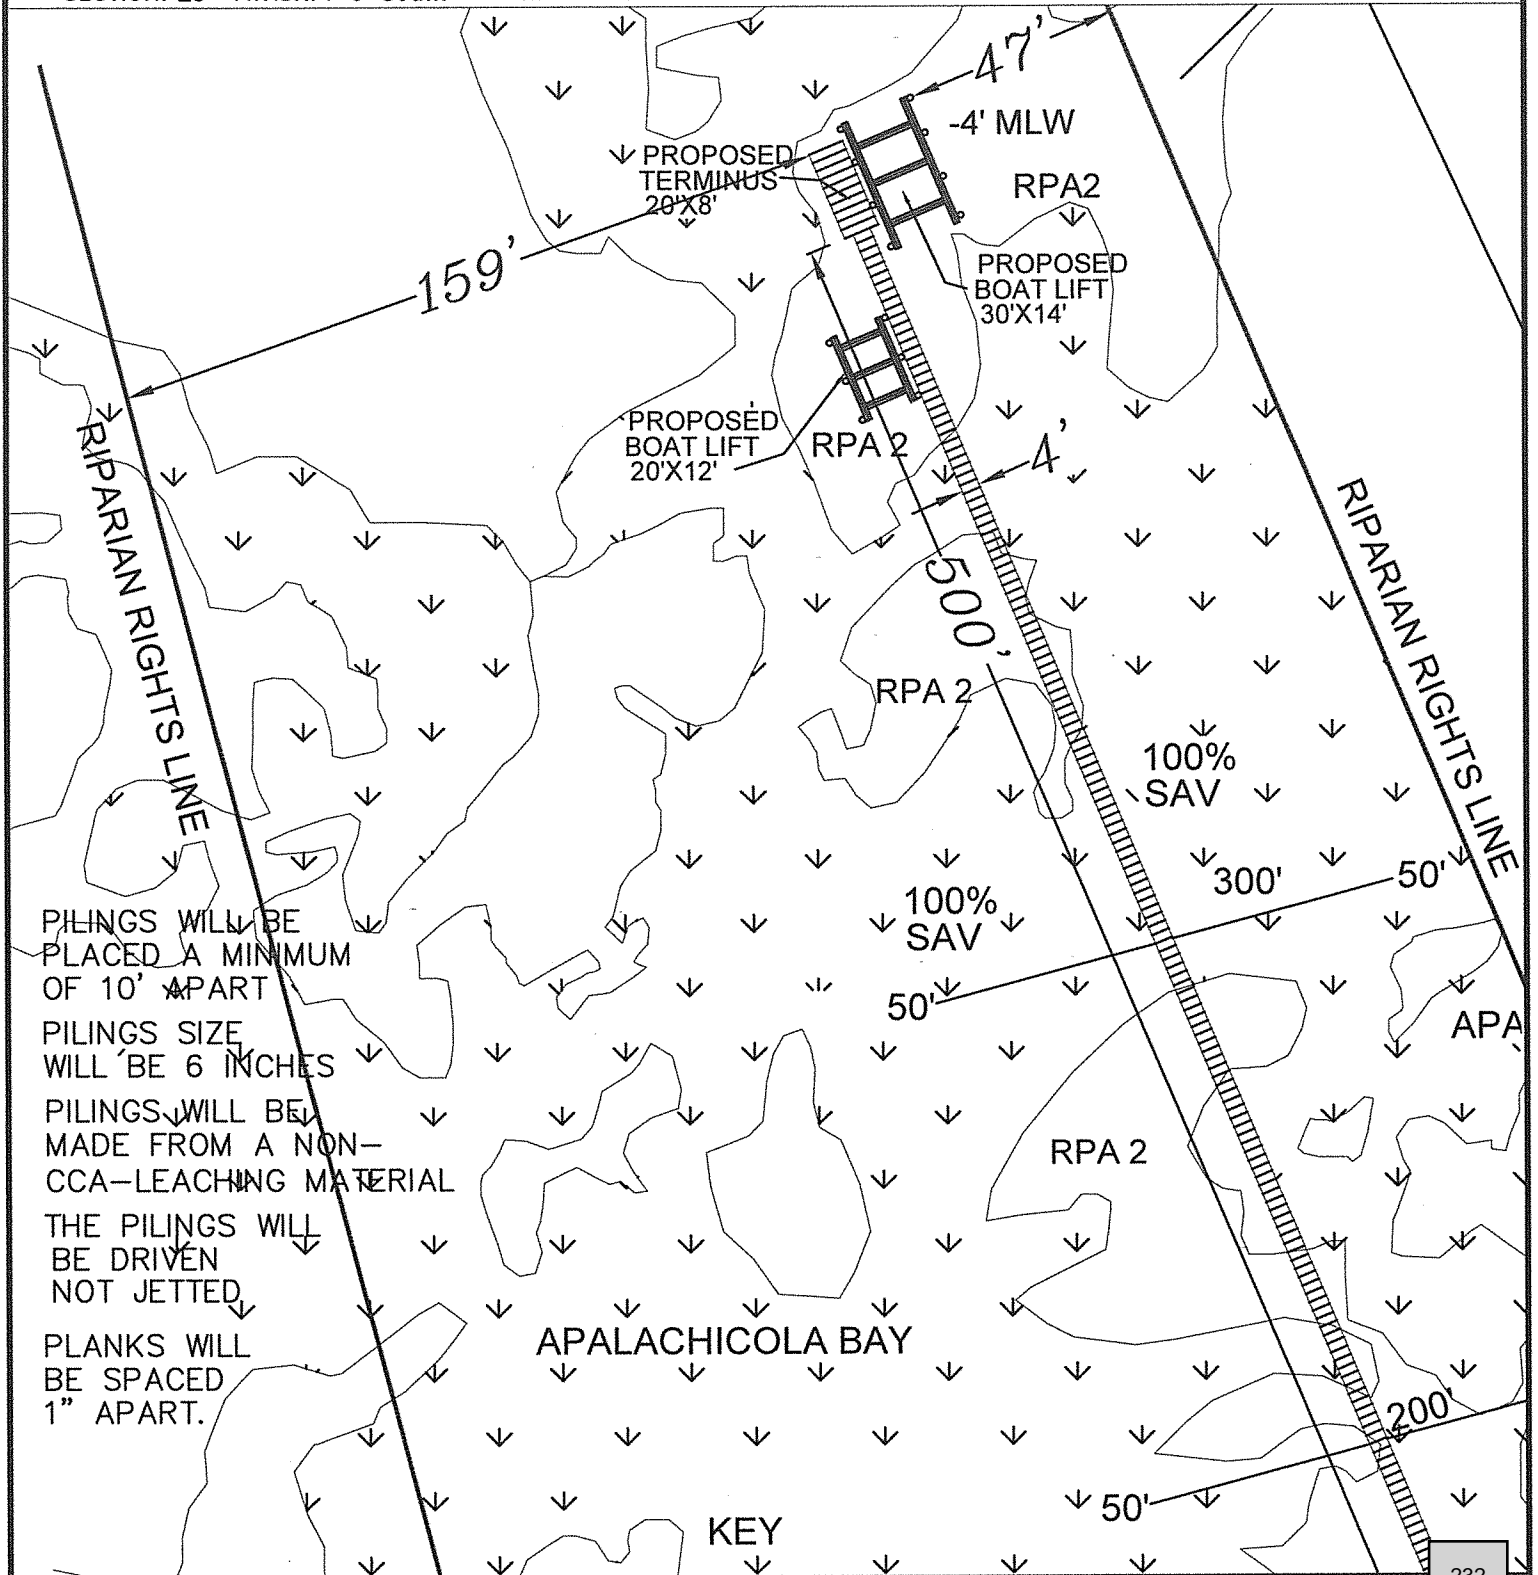 47'
-4' MLW
PROPOSED
TERMINUS
20'X8'
RPA2
159'
PROPOSED
BOAT LIFT
30'X14'
PROPOSED
BOAT LIFT
20'X12'
RPA 2
4'
RIPARIAN RIGHTS LINE
RIPARIAN RIGHTS LINE
500'
RPA 2
100%
SAV
300'
50'
100%
SAV
50'
PILINGS WILL BE
PLACED A MINIMUM
OF 10' APART
PILINGS SIZE
WILL BE 6 INCHES
PILINGS WILL BE
MADE FROM A NON-
CCA-LEACHING MATERIAL
THE PILINGS WILL
BE DRIVEN
NOT JETTED
PLANKS WILL
BE SPACED
1" APART.
APA
RPA 2
APALACHICOLA BAY
200'
50'
KEY